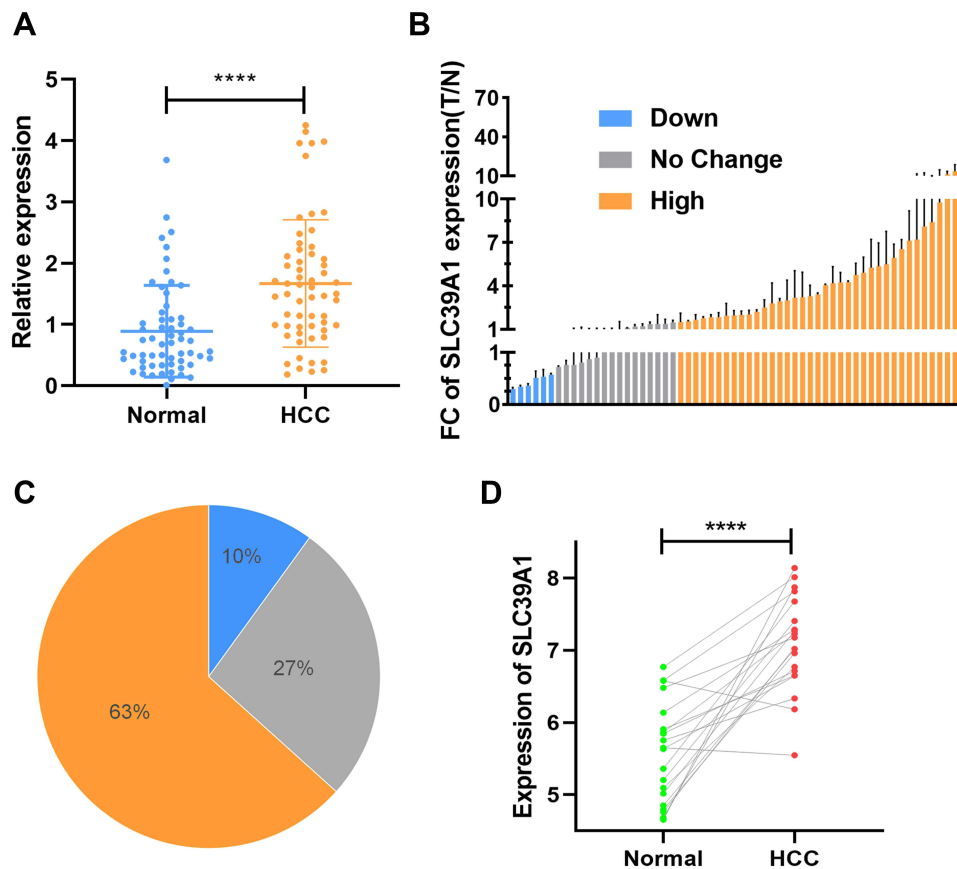 A
Relative expression
5
4
3
2
1
0
****
Normal
HCC
B
FC of SLC39A1 expression(T/N)
70
40
10
10
7
4
1
1
0
Down
No Change
High
C
10%
27%
63%
D
Expression of SLC39A1
8
7
6
5
****
Normal
HCC